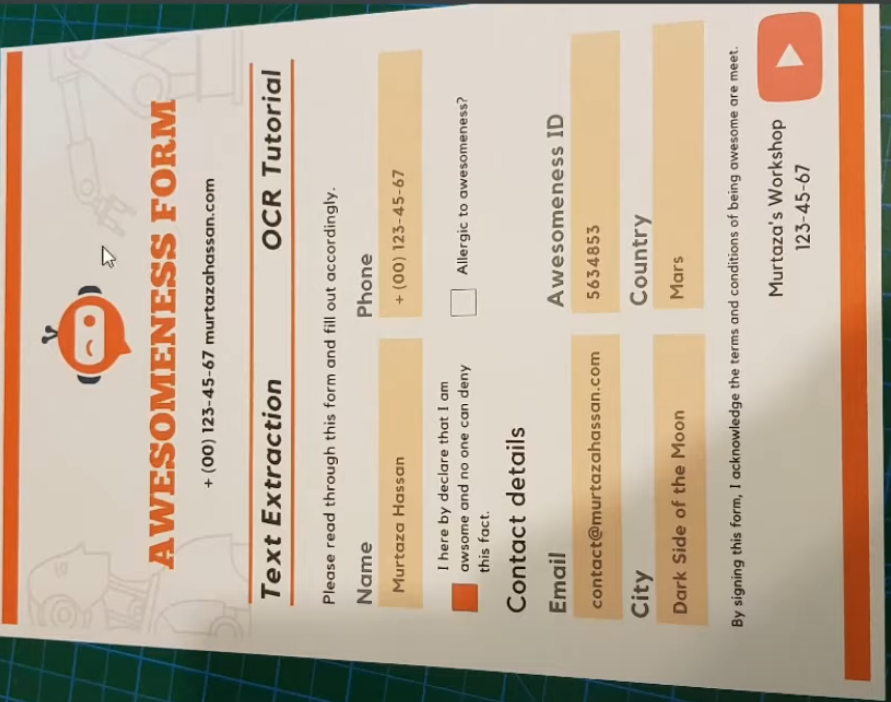 AWESOMENESS FORM
+ (00) 123-45-67 murtazahassan.com
Text Extraction OCR Tutorial
Please read through this form and fill out accordingly.
Name Phone
Murtaza Hassan + (00) 123-45-67
I here by declare that I am
awsome and no one can deny
this fact.
Allergic to awesomeness?
Contact details
Email Awesomeness ID
contact@murtazahassan.com 5634853
City Country
Dark Side of the Moon Mars
By signing this form, I acknowledge the terms and conditions of being awesome are meet.
Murtaza's Workshop
123-45-67